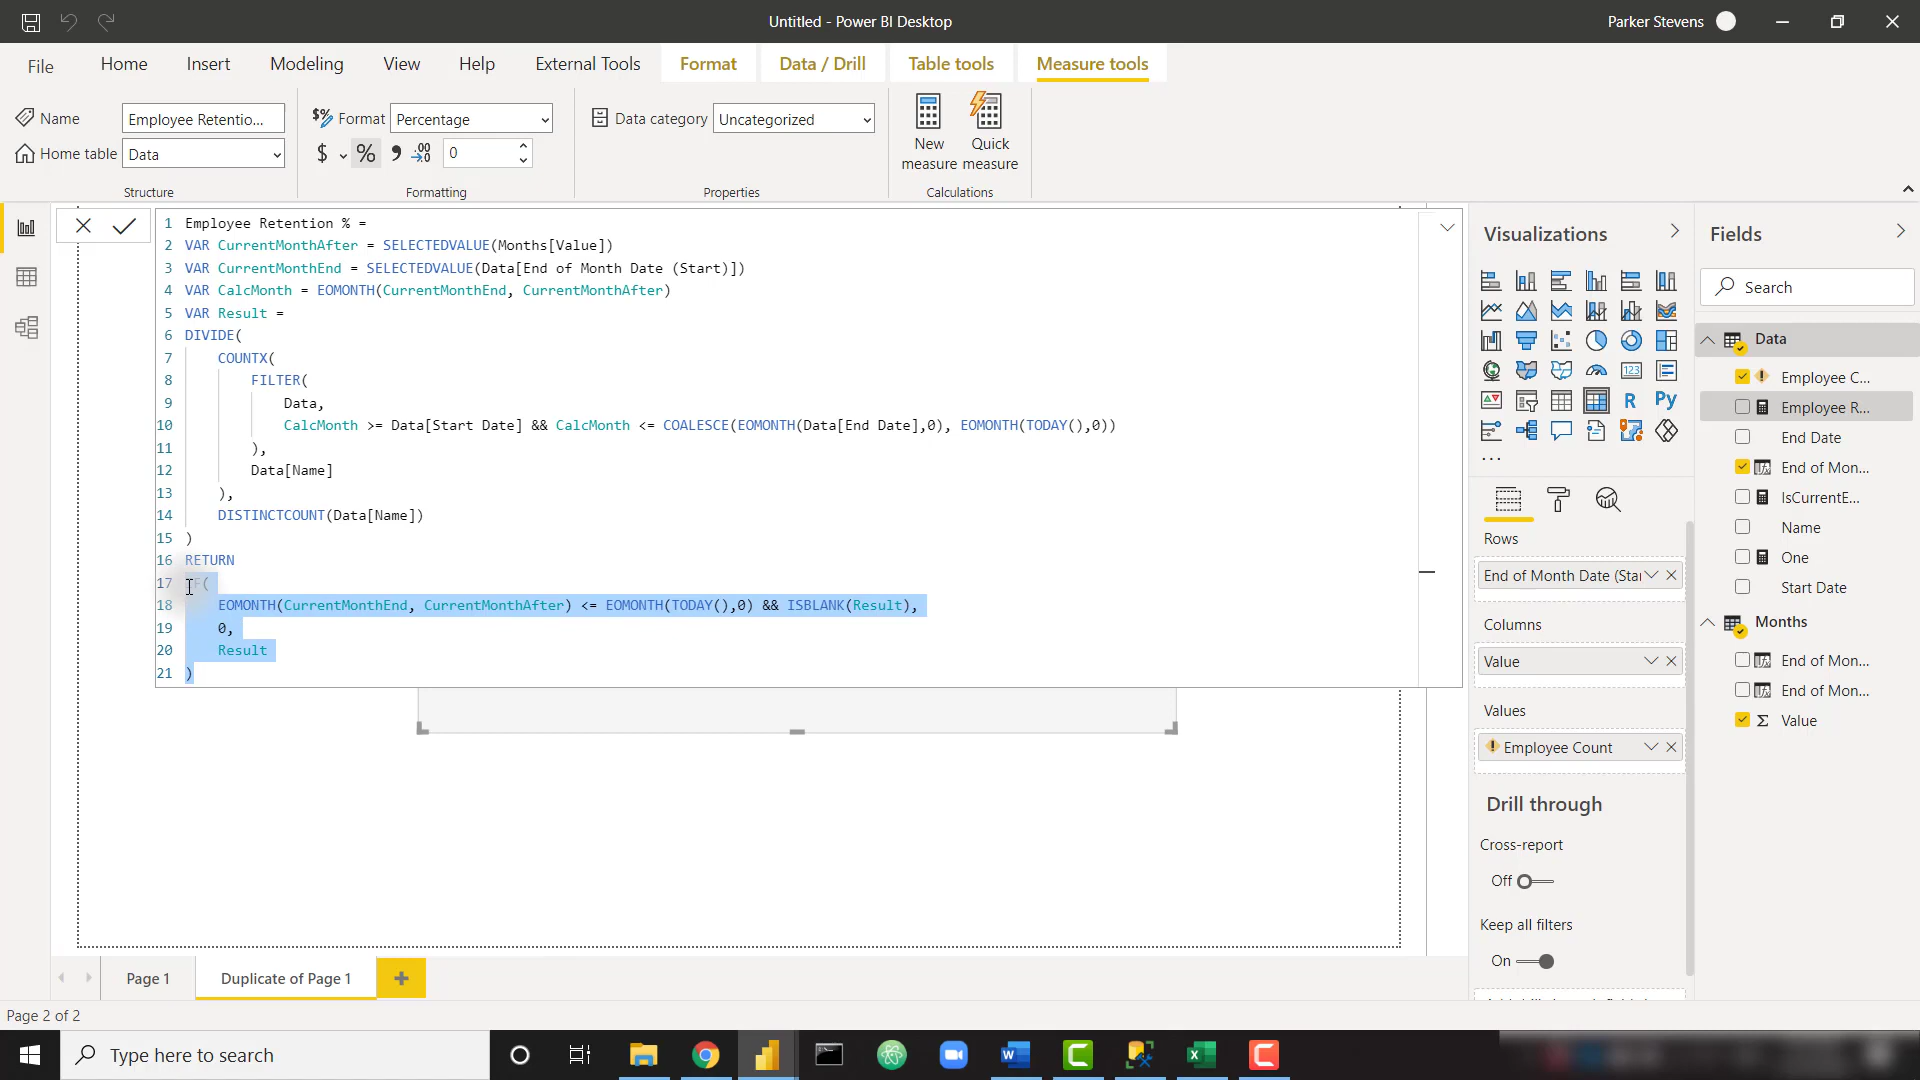 Untitled - Power BI Desktop
Parker Stevens
File
Home
Insert
Modeling
View
Help
External Tools
Format
Data / Drill
Table tools
Measure tools
Name
Employee Retentio...
Home table
Data
Structure
Format
Percentage
$
%
,
.00
0
Formatting
Data category
Uncategorized
Properties
New measure
Quick measure
Calculations
1 Employee Retention % =
2 VAR CurrentMonthAfter = SELECTEDVALUE(Months[Value])
3 VAR CurrentMonthEnd = SELECTEDVALUE(Data[End of Month Date (Start)])
4 VAR CalcMonth = EOMONTH(CurrentMonthEnd, CurrentMonthAfter)
5 VAR Result =
6 DIVIDE(
7 COUNTX(
8 FILTER(
9 Data,
10 CalcMonth >= Data[Start Date] && CalcMonth <= COALESCE(EOMONTH(Data[End Date],0), EOMONTH(TODAY(),0))
11 ),
12 Data[Name]
13 ),
14 DISTINCTCOUNT(Data[Name])
15 )
16 RETURN
17 IF(
18 EOMONTH(CurrentMonthEnd, CurrentMonthAfter) <= EOMONTH(TODAY(),0) && ISBLANK(Result),
19 0,
20 Result
21 )
Visualizations
123
R
Py
...
Rows
End of Month Date (Sta
Columns
Value
Values
Employee Count
Drill through
Cross-report
Off
Keep all filters
On
Fields
Search
Data
Employee C...
Employee R...
End Date
End of Mon...
IsCurrentE...
Name
One
Start Date
Months
End of Mon...
End of Mon...
Value
Page 1
Duplicate of Page 1
Page 2 of 2
Type here to search